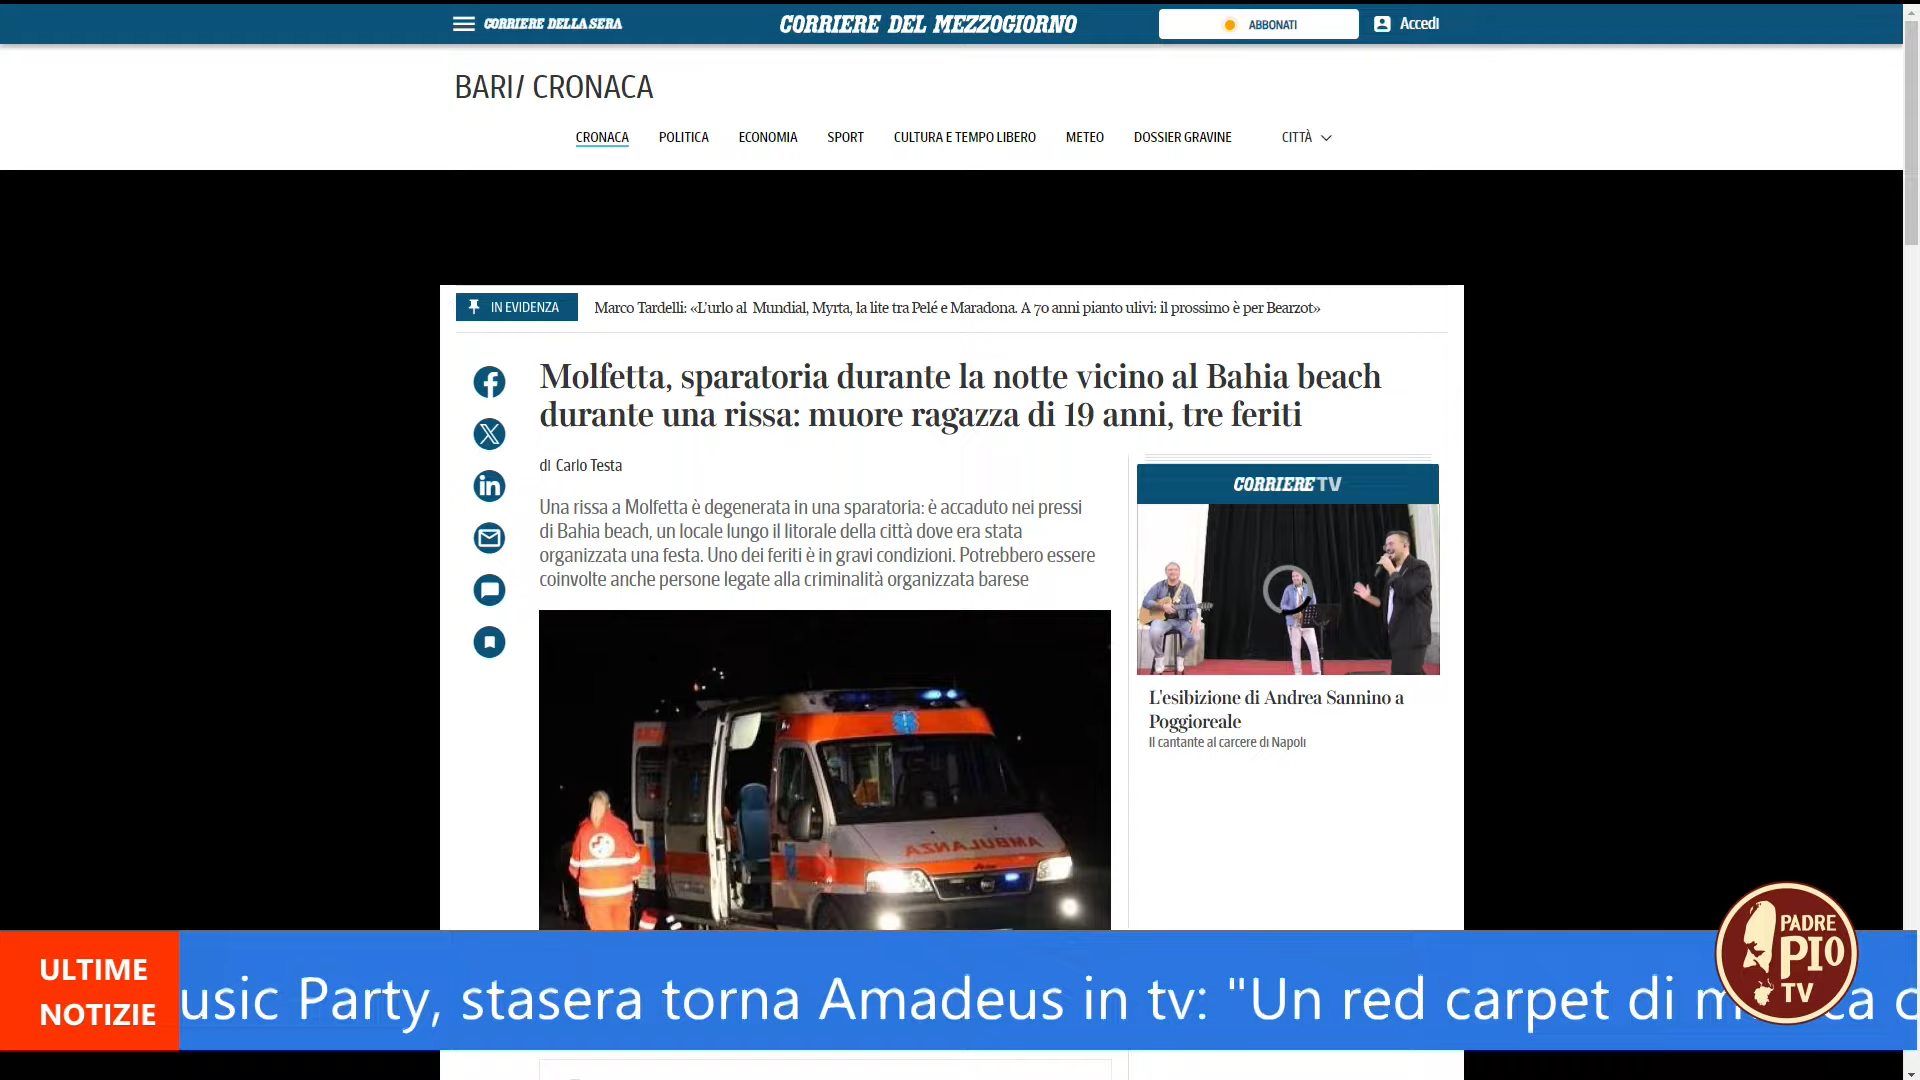 CORRIERE DELLA SERA
CORRIERE DEL MEZZOGIORNO
ABBONATI
Accedi
BARI/ CRONACA
CRONACA POLITICA ECONOMIA SPORT CULTURA E TEMPO LIBERO METEO DOSSIER GRAVINE CITTÀ
IN EVIDENZA
Marco Tardelli: «L'urlo al Mundial, Myrta, la lite tra Pelé e Maradona. A 70 anni pianto ulivi: il prossimo è per Bearzot»
Molfetta, sparatoria durante la notte vicino al Bahia beach
durante una rissa: muore ragazza di 19 anni, tre feriti
di Carlo Testa
Una rissa a Molfetta è degenerata in una sparatoria: è accaduto nei pressi
di Bahia beach, un locale lungo il litorale della città dove era stata
organizzata una festa. Uno dei feriti è in gravi condizioni. Potrebbero essere
coinvolte anche persone legate alla criminalità organizzata barese
CORRIERE TV
L'esibizione di Andrea Sannino a
Poggioreale
Il cantante al carcere di Napoli
AMBULANZA
ULTIME
NOTIZIE
usic Party, stasera torna Amadeus in tv: "Un red carpet di
PADRE
PIO
TV